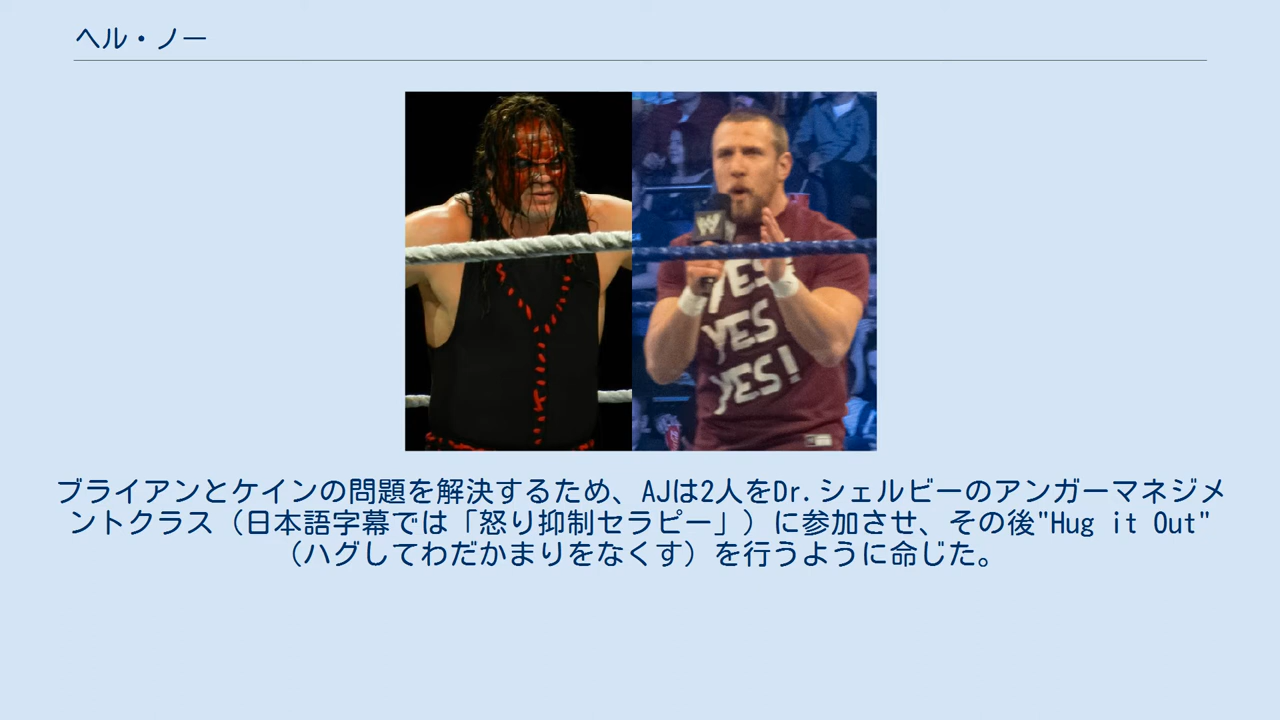 ヘル・ノー
W
YES
YES
YES!
ブライアンとケインの問題を解決するため、AJは2人をDr.シェルビーのアンガーマネジメ
ントクラス（日本語字幕では「怒り抑制セラピー」）に参加させ、その後"Hug it Out"
（ハグしてわだかまりをなくす）を行うように命じた。